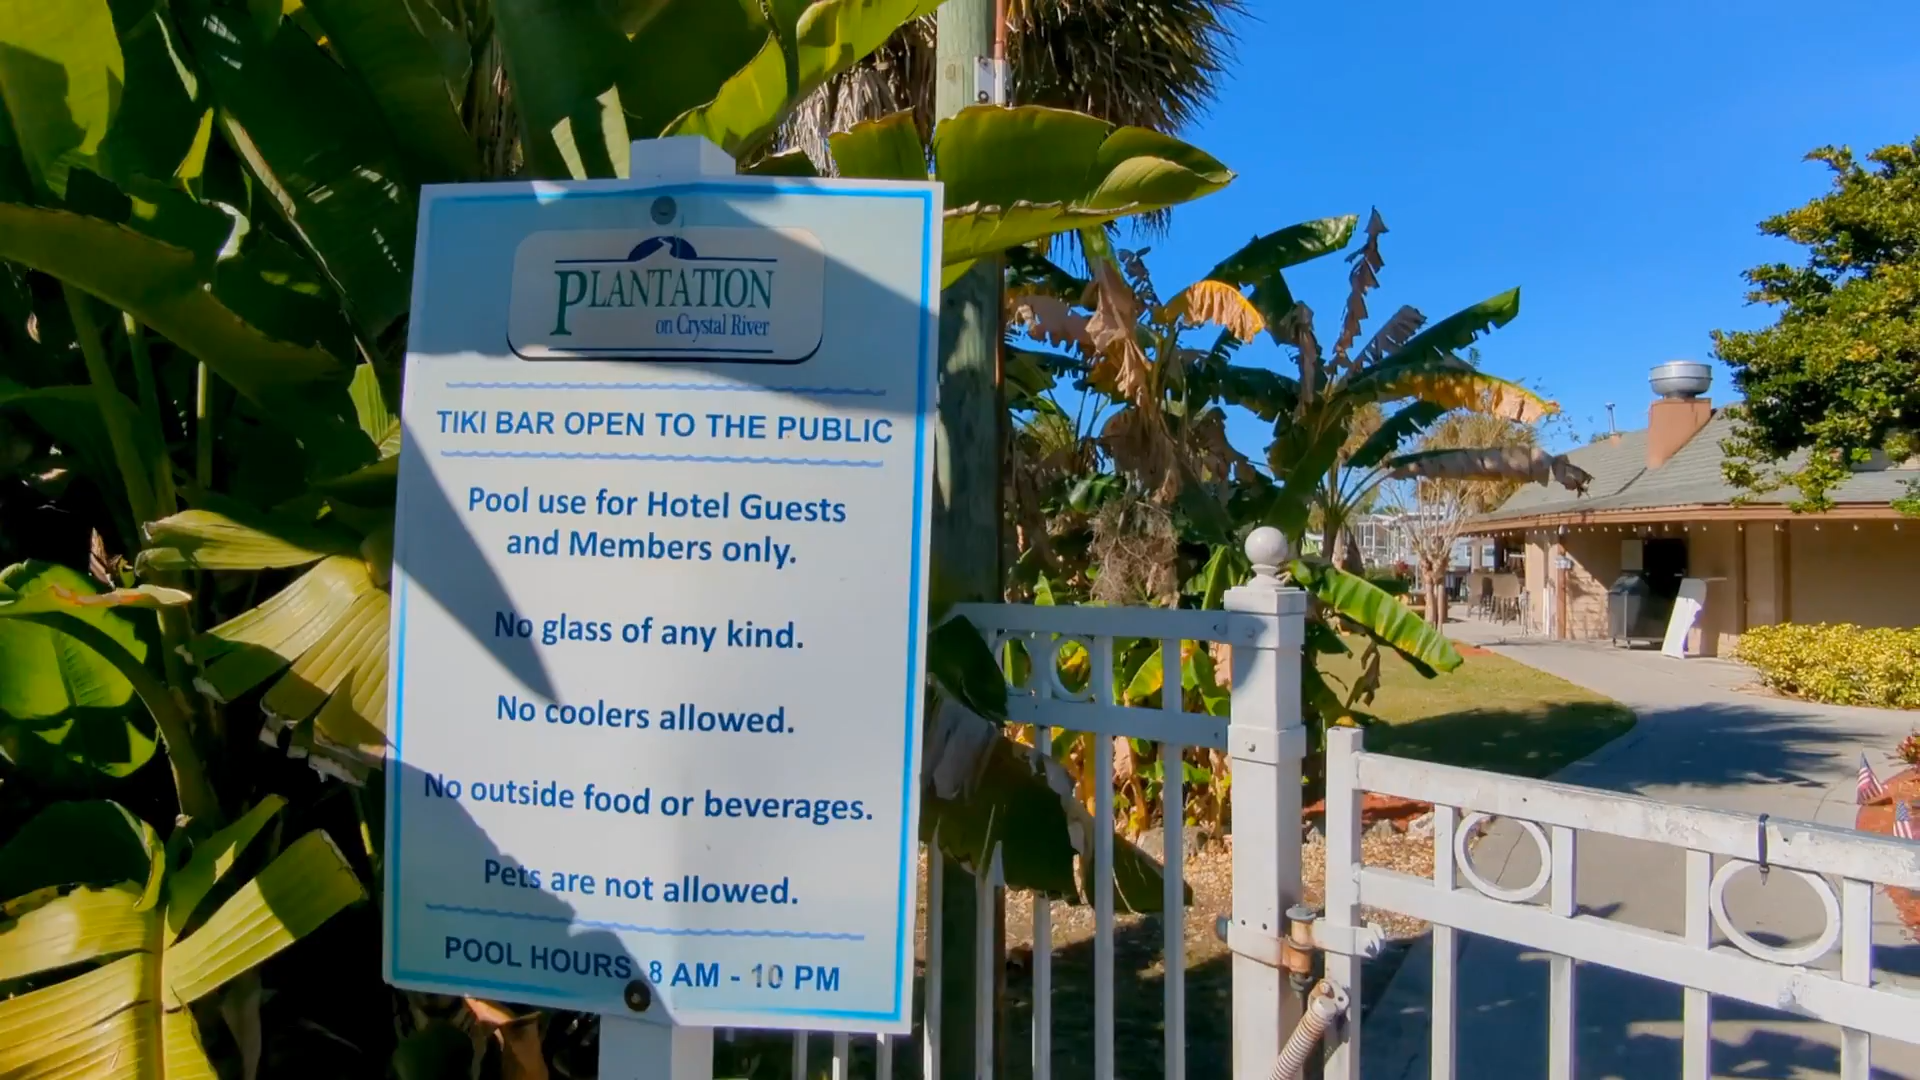 PLANTATION
on Crystal River
TIKI BAR OPEN TO THE PUBLIC
Pool use for Hotel Guests
and Members only.
No glass of any kind.
No coolers allowed.
No outside food or beverages.
Pets are not allowed.
POOL HOURS 8 AM - 10 PM